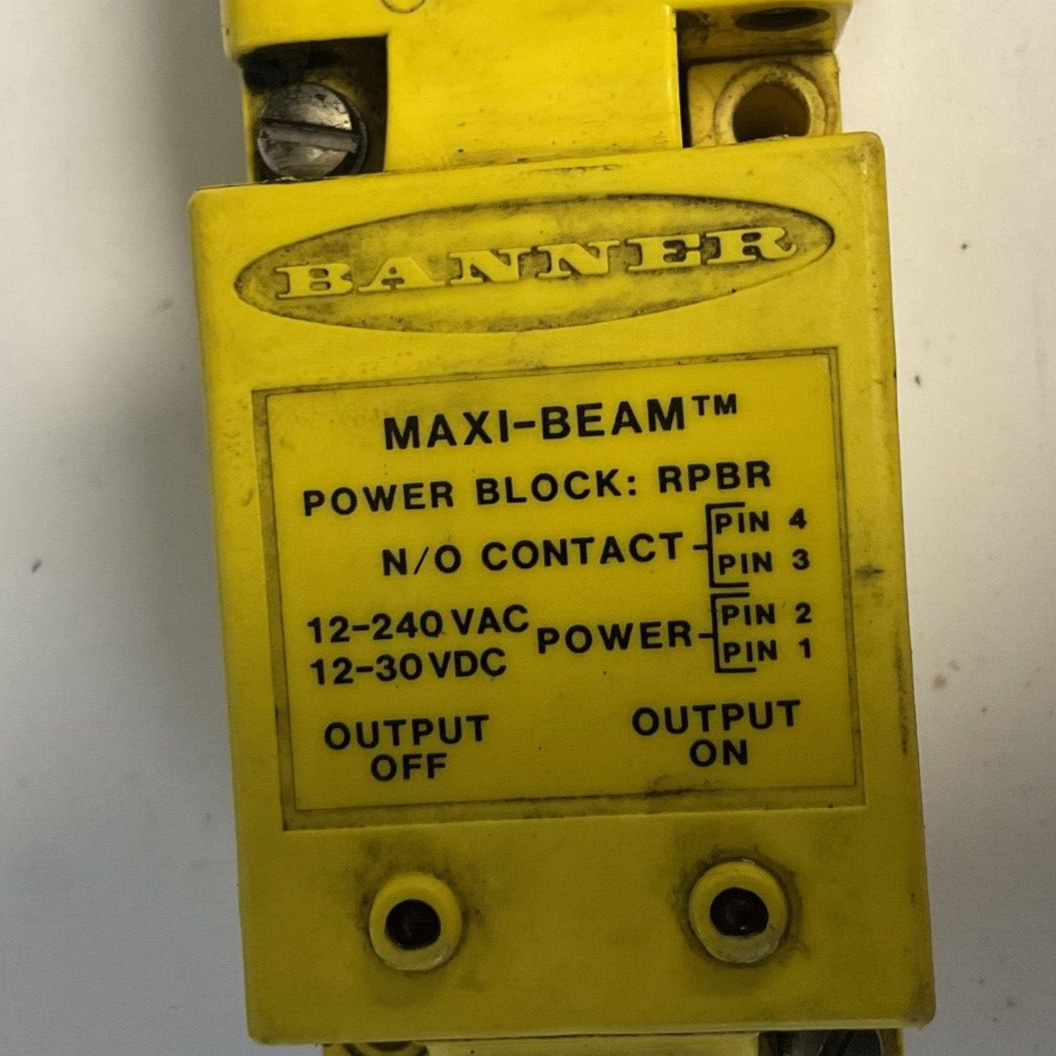 BANNER
MAXI-BEAM™
POWER BLOCK: RPBR
N/O CONTACT PIN 4
PIN 3
12-240 VAC POWER PIN 2
12-30 VDC PIN 1
OUTPUT OFF
OUTPUT ON